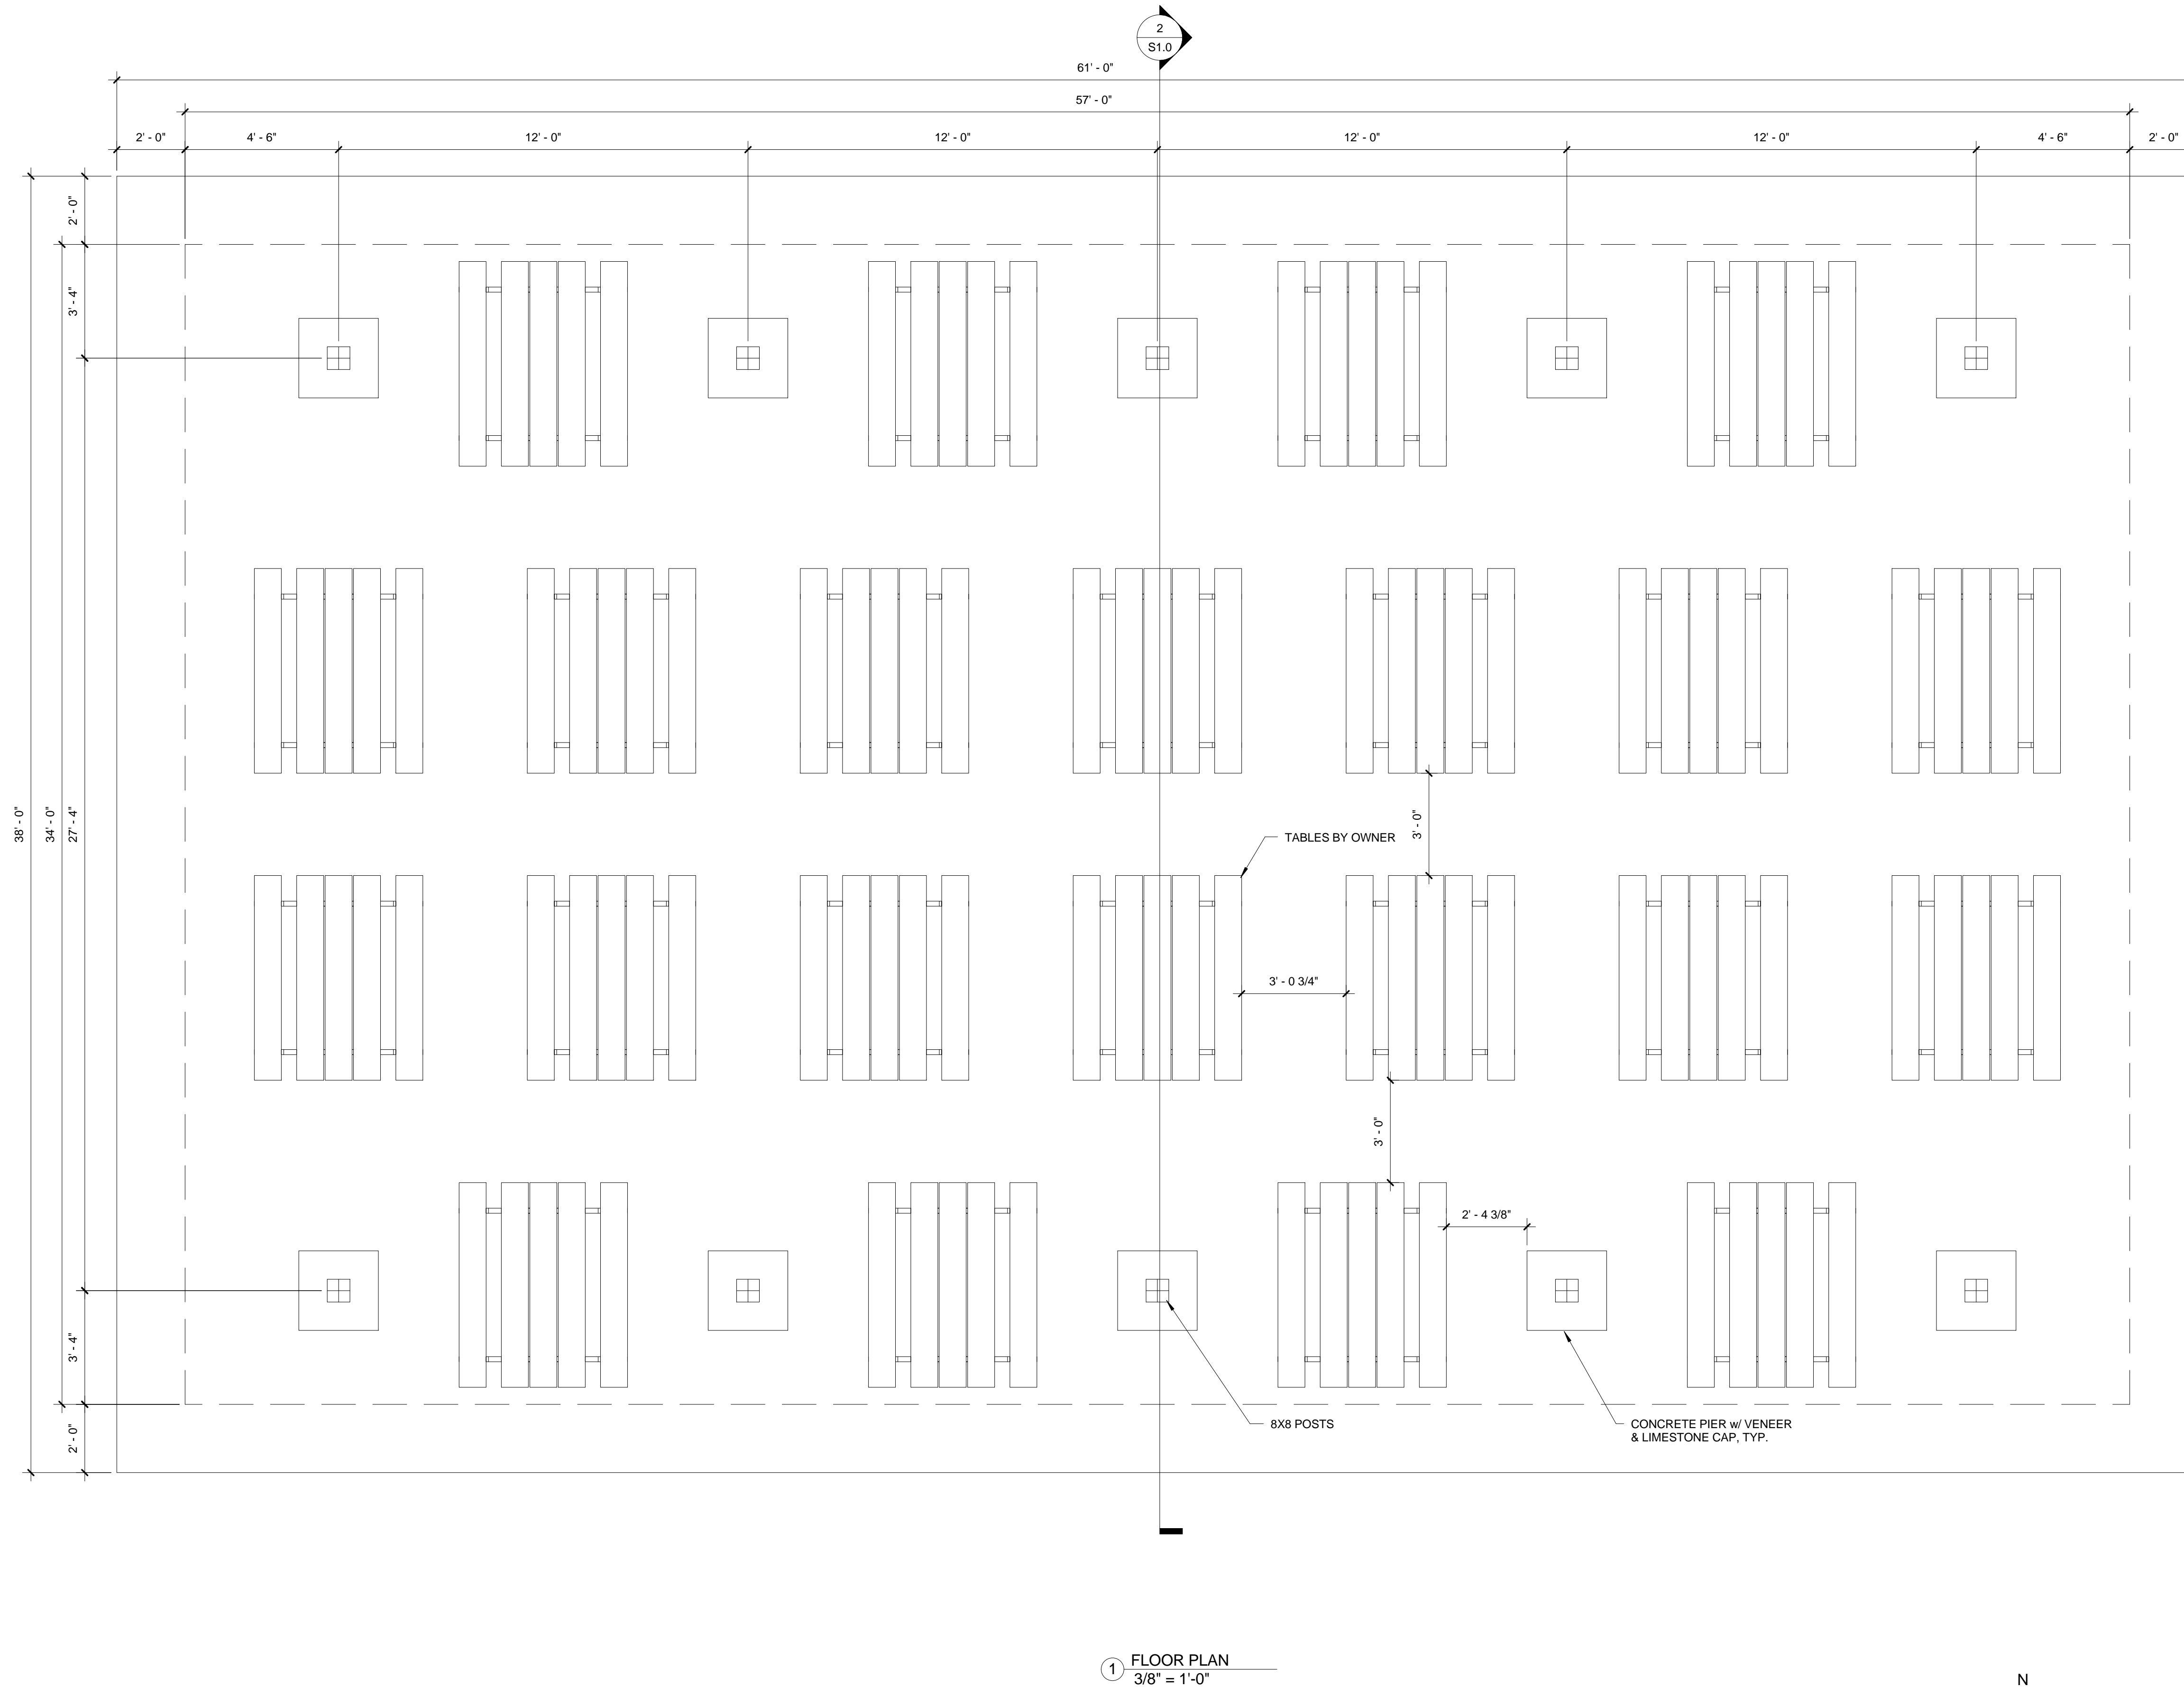 2
S1.0
61' - 0"
57' - 0"
2' - 0"
4' - 6"
12' - 0"
12' - 0"
12' - 0"
12' - 0"
4' - 6"
2' - 0"
2' - 0"
3' - 4"
38' - 0"
34' - 0"
27' - 4"
TABLES BY OWNER
3' - 0"
3' - 0 3/4"
3' - 0"
2' - 4 3/8"
3' - 4"
2' - 0"
8X8 POSTS
CONCRETE PIER w/ VENEER
& LIMESTONE CAP, TYP.
1
FLOOR PLAN
3/8" = 1'-0"
N